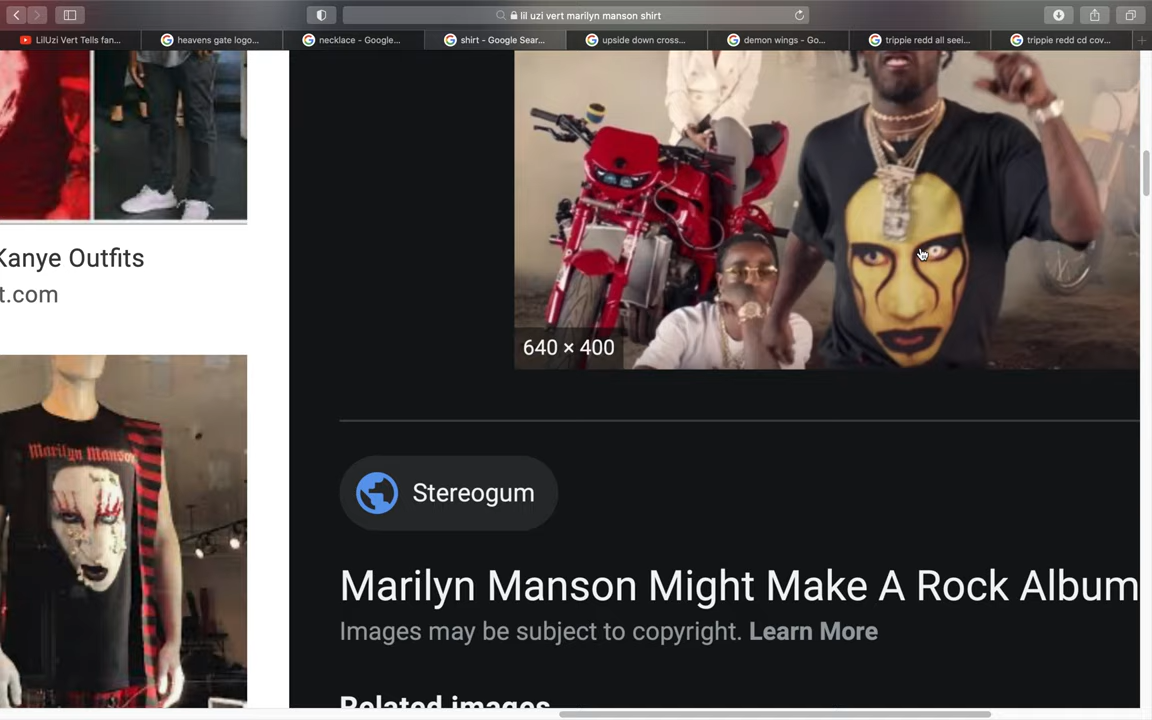 lil uzi vert marilyn manson shirt
LilUzi Vert Tells fan...
heavens gate logo...
necklace - Google...
shirt - Google Sear...
upside down cross...
demon wings - Go...
trippie redd all seei...
trippie redd cd cov...
Kanye Outfits
t.com
Marilyn Manson
640 × 400
Stereogum
Marilyn Manson Might Make A Rock Album
Images may be subject to copyright. Learn More
Related images